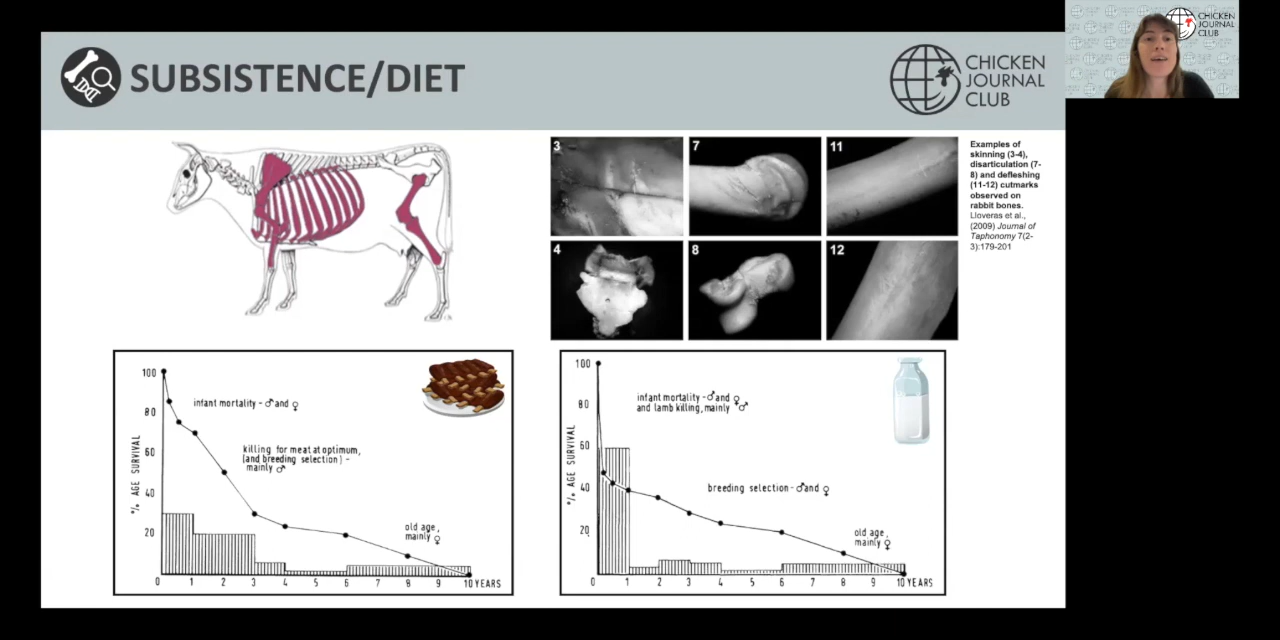 SUBSISTENCE/DIET
CHICKEN
JOURNAL
CLUB
CHICKEN
JOURNAL
CLUB
3
7
11
4
8
12
Examples of
skinning (3-4),
disarticulation (7-
8) and defleshing
(11-12) cutmarks
observed on
rabbit bones.
Lloveras et al.,
(2009) Journal of
Taphonomy 7(2-
3):179-201
% AGE SURVIVAL
100
80
60
40
20
infant mortality - ♂ and ♀
killing for meat at optimum,
(and breeding selection) -
mainly ♂
old age,
mainly ♀
0 1 2 3 4 5 6 7 8 9 10 YEARS
% AGE SURVIVAL
100
80
60
40
20
infant mortality - ♂ and ♀
and lamb killing, mainly ♂
breeding selection - ♂ and ♀
old age,
mainly ♀
0 1 2 3 4 5 6 7 8 9 10 YEARS